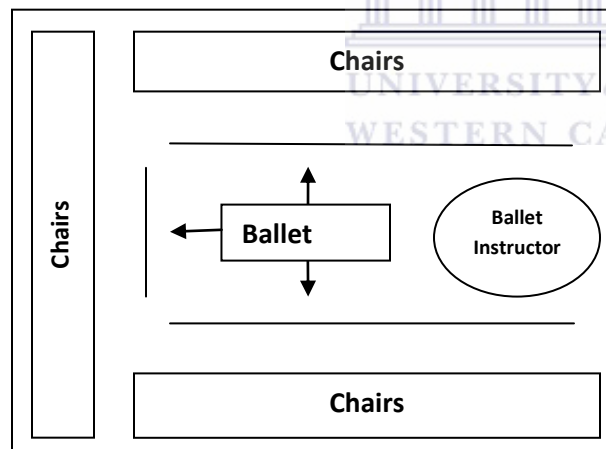 Chairs
UNIVERSITY
WESTERN CA
Chairs
Ballet
Ballet
Instructor
Chairs